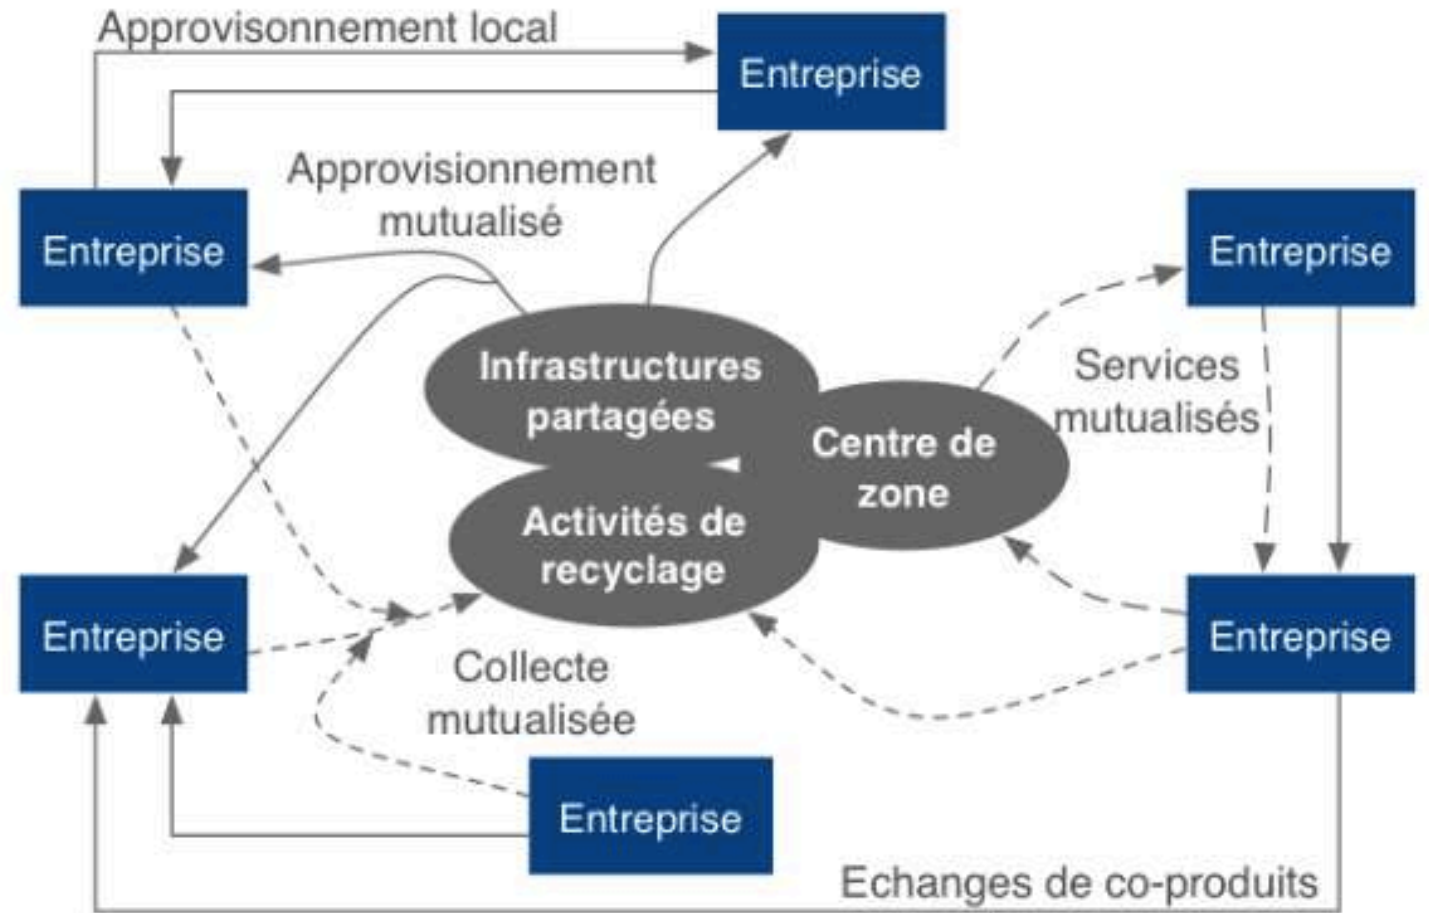 Approvisonnement local
Entreprise
Approvisionnement
mutualisé
Entreprise
Entreprise
Infrastructures
partagées
Services
mutualisés
Centre de
zone
Activités de
recyclage
Entreprise
Entreprise
Collecte
mutualisée
Entreprise
Echanges de co-produits